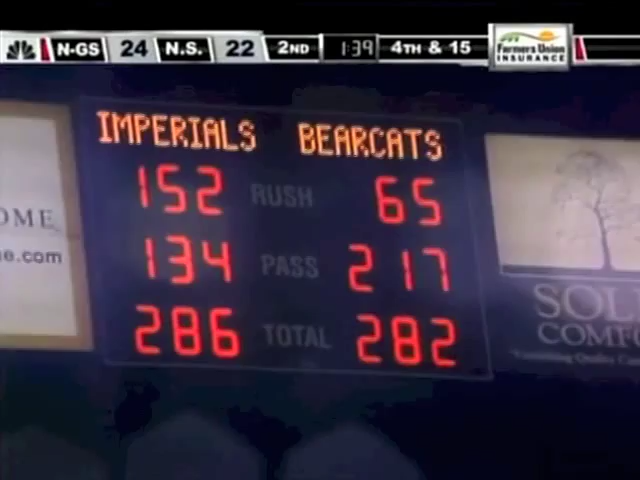 N-GS 24 N.S. 22 2ND 1:39 4TH & 15 Farmers Union INSURANCE
IMPERIALS BEARCATS
152 RUSH 65
134 PASS 217
286 TOTAL 282
OME
e.com
SOL
COMFO